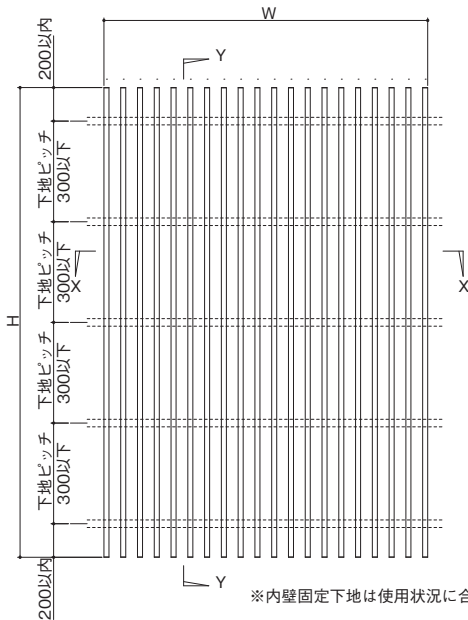 W
Y
200以内
下地ピッチ
300以下
下地ピッチ
300以下
X
X
H
下地ピッチ
300以下
下地ピッチ
300以下
200以内
Y
※内壁固定下地は使用状況に合